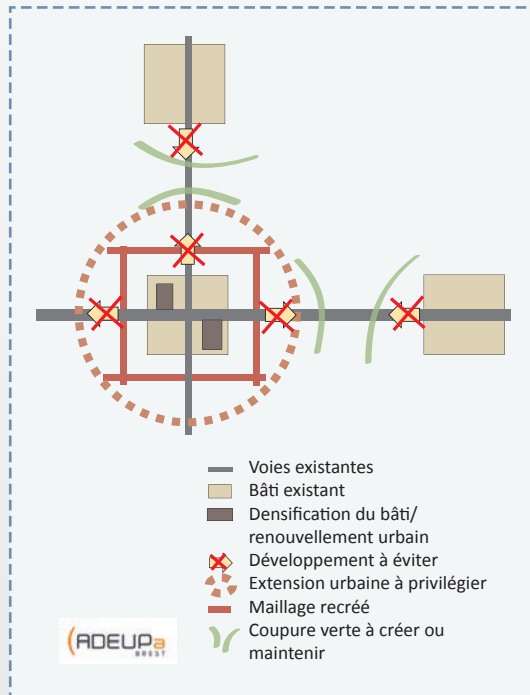 Voies existantes
Bâti existant
Densification du bâti/
renouvellement urbain
Développement à éviter
Extension urbaine à privilégier
Maillage recréé
Coupure verte à créer ou
maintenir
ADEUPa
BREST